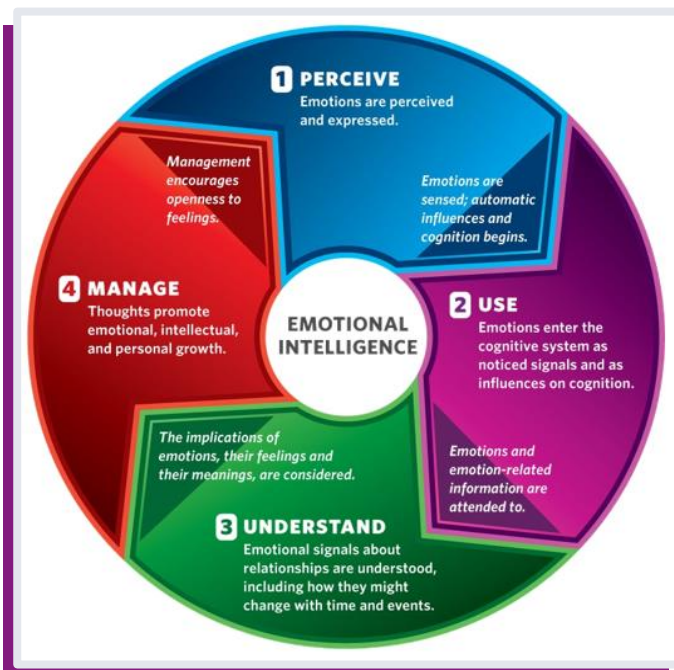 1 PERCEIVE
Emotions are perceived
and expressed.
Emotions are
sensed; automatic
influences and
cognition begins.
2 USE
Emotions enter the
cognitive system as
noticed signals and as
influences on cognition.
Emotions and
emotion-related
information are
attended to.
3 UNDERSTAND
Emotional signals about
relationships are understood,
including how they might
change with time and events.
The implications of
emotions, their feelings and
their meanings, are considered.
4 MANAGE
Thoughts promote
emotional, intellectual,
and personal growth.
Management
encourages
openness to
feelings.
EMOTIONAL
INTELLIGENCE